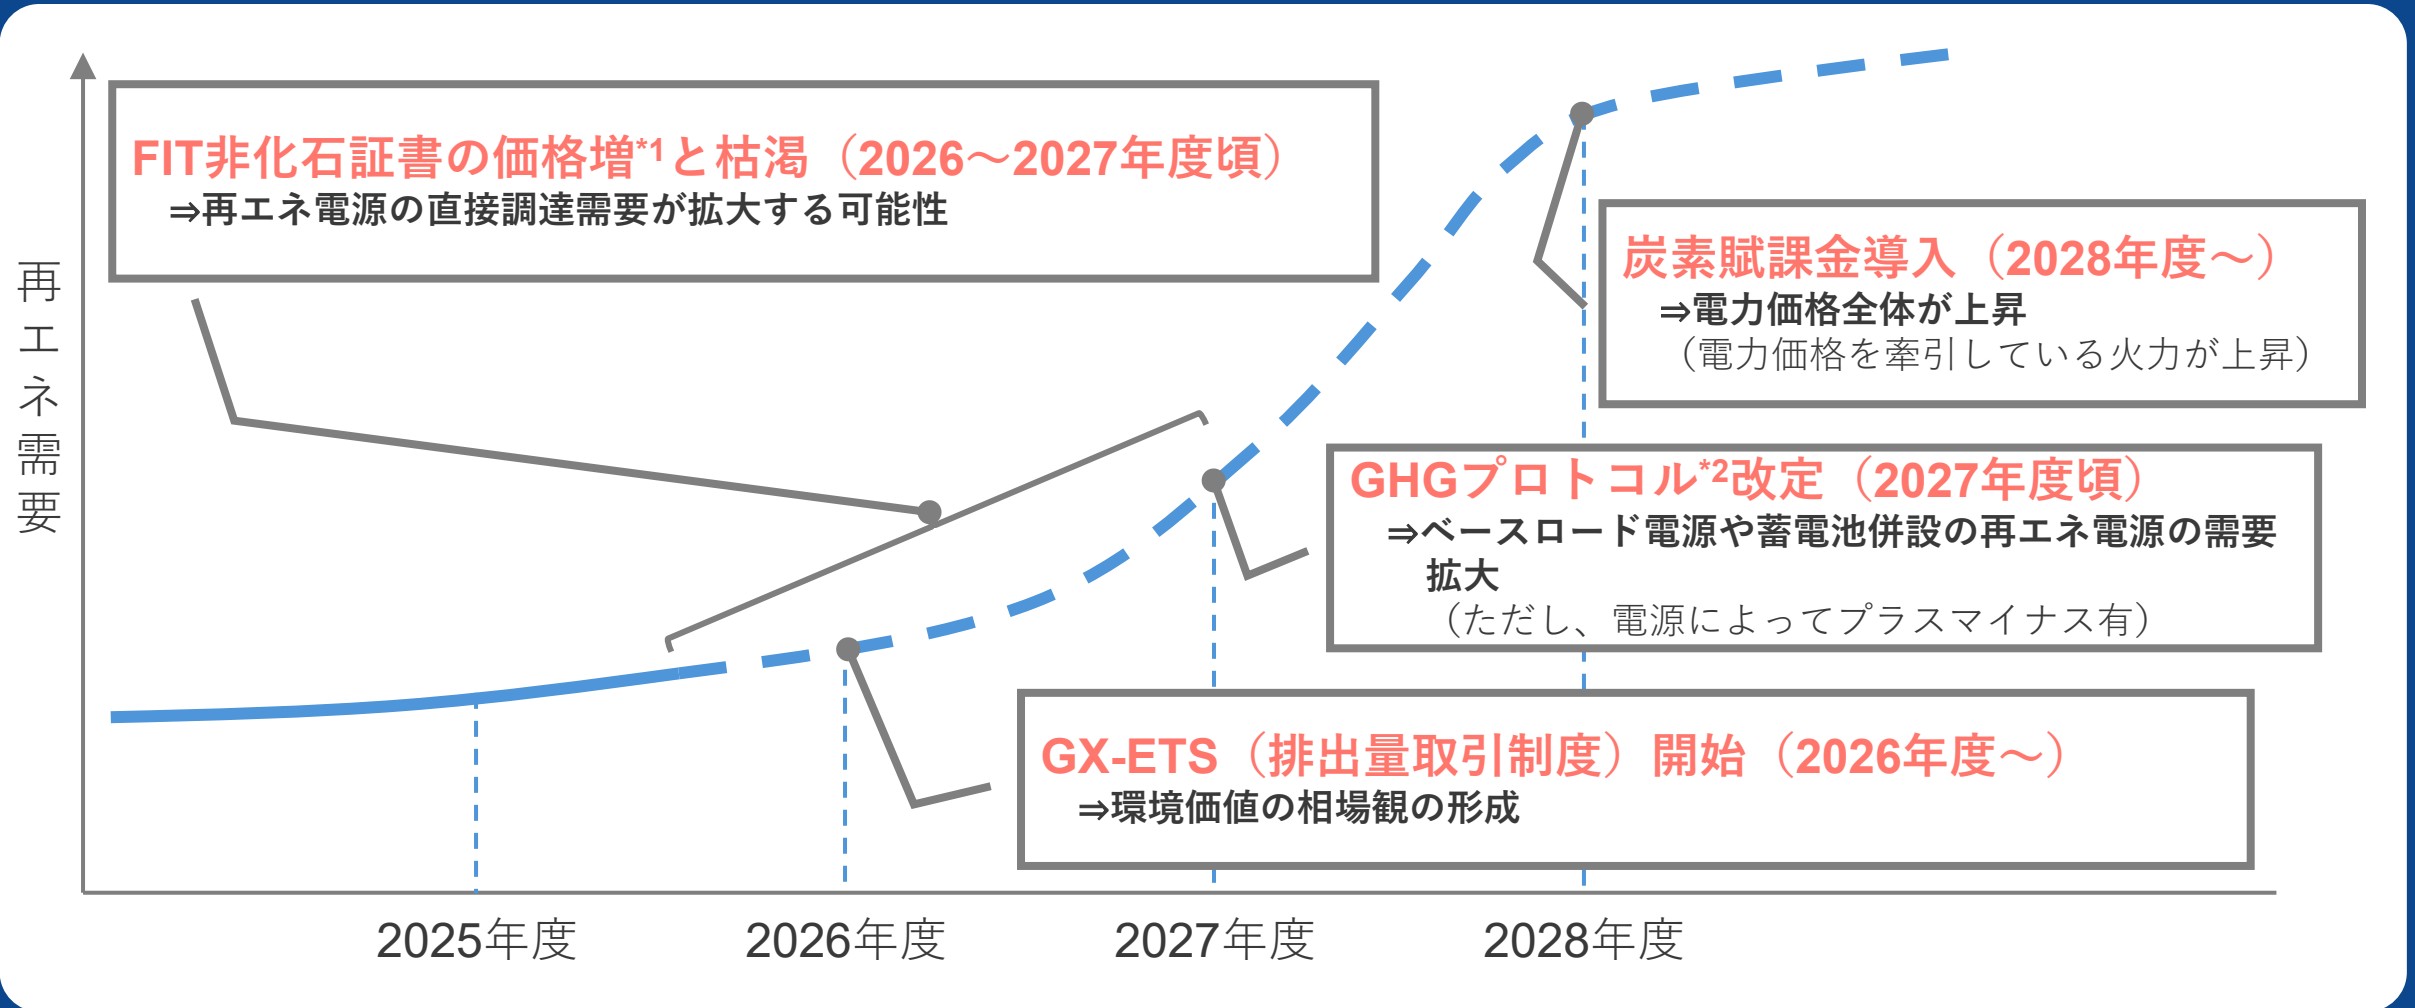 FIT非化石証書の価格増*1と枯渇（2026～2027年度頃）
⇒再エネ電源の直接調達需要が拡大する可能性
再エネ需要
炭素賦課金導入（2028年度～）
⇒電力価格全体が上昇
（電力価格を牽引している火力が上昇）
GHGプロトコル*2改定（2027年度頃）
⇒ベースロード電源や蓄電池併設の再エネ電源の需要
拡大
（ただし、電源によってプラスマイナス有）
GX-ETS（排出量取引制度）開始（2026年度～）
⇒環境価値の相場観の形成
2025年度
2026年度
2027年度
2028年度